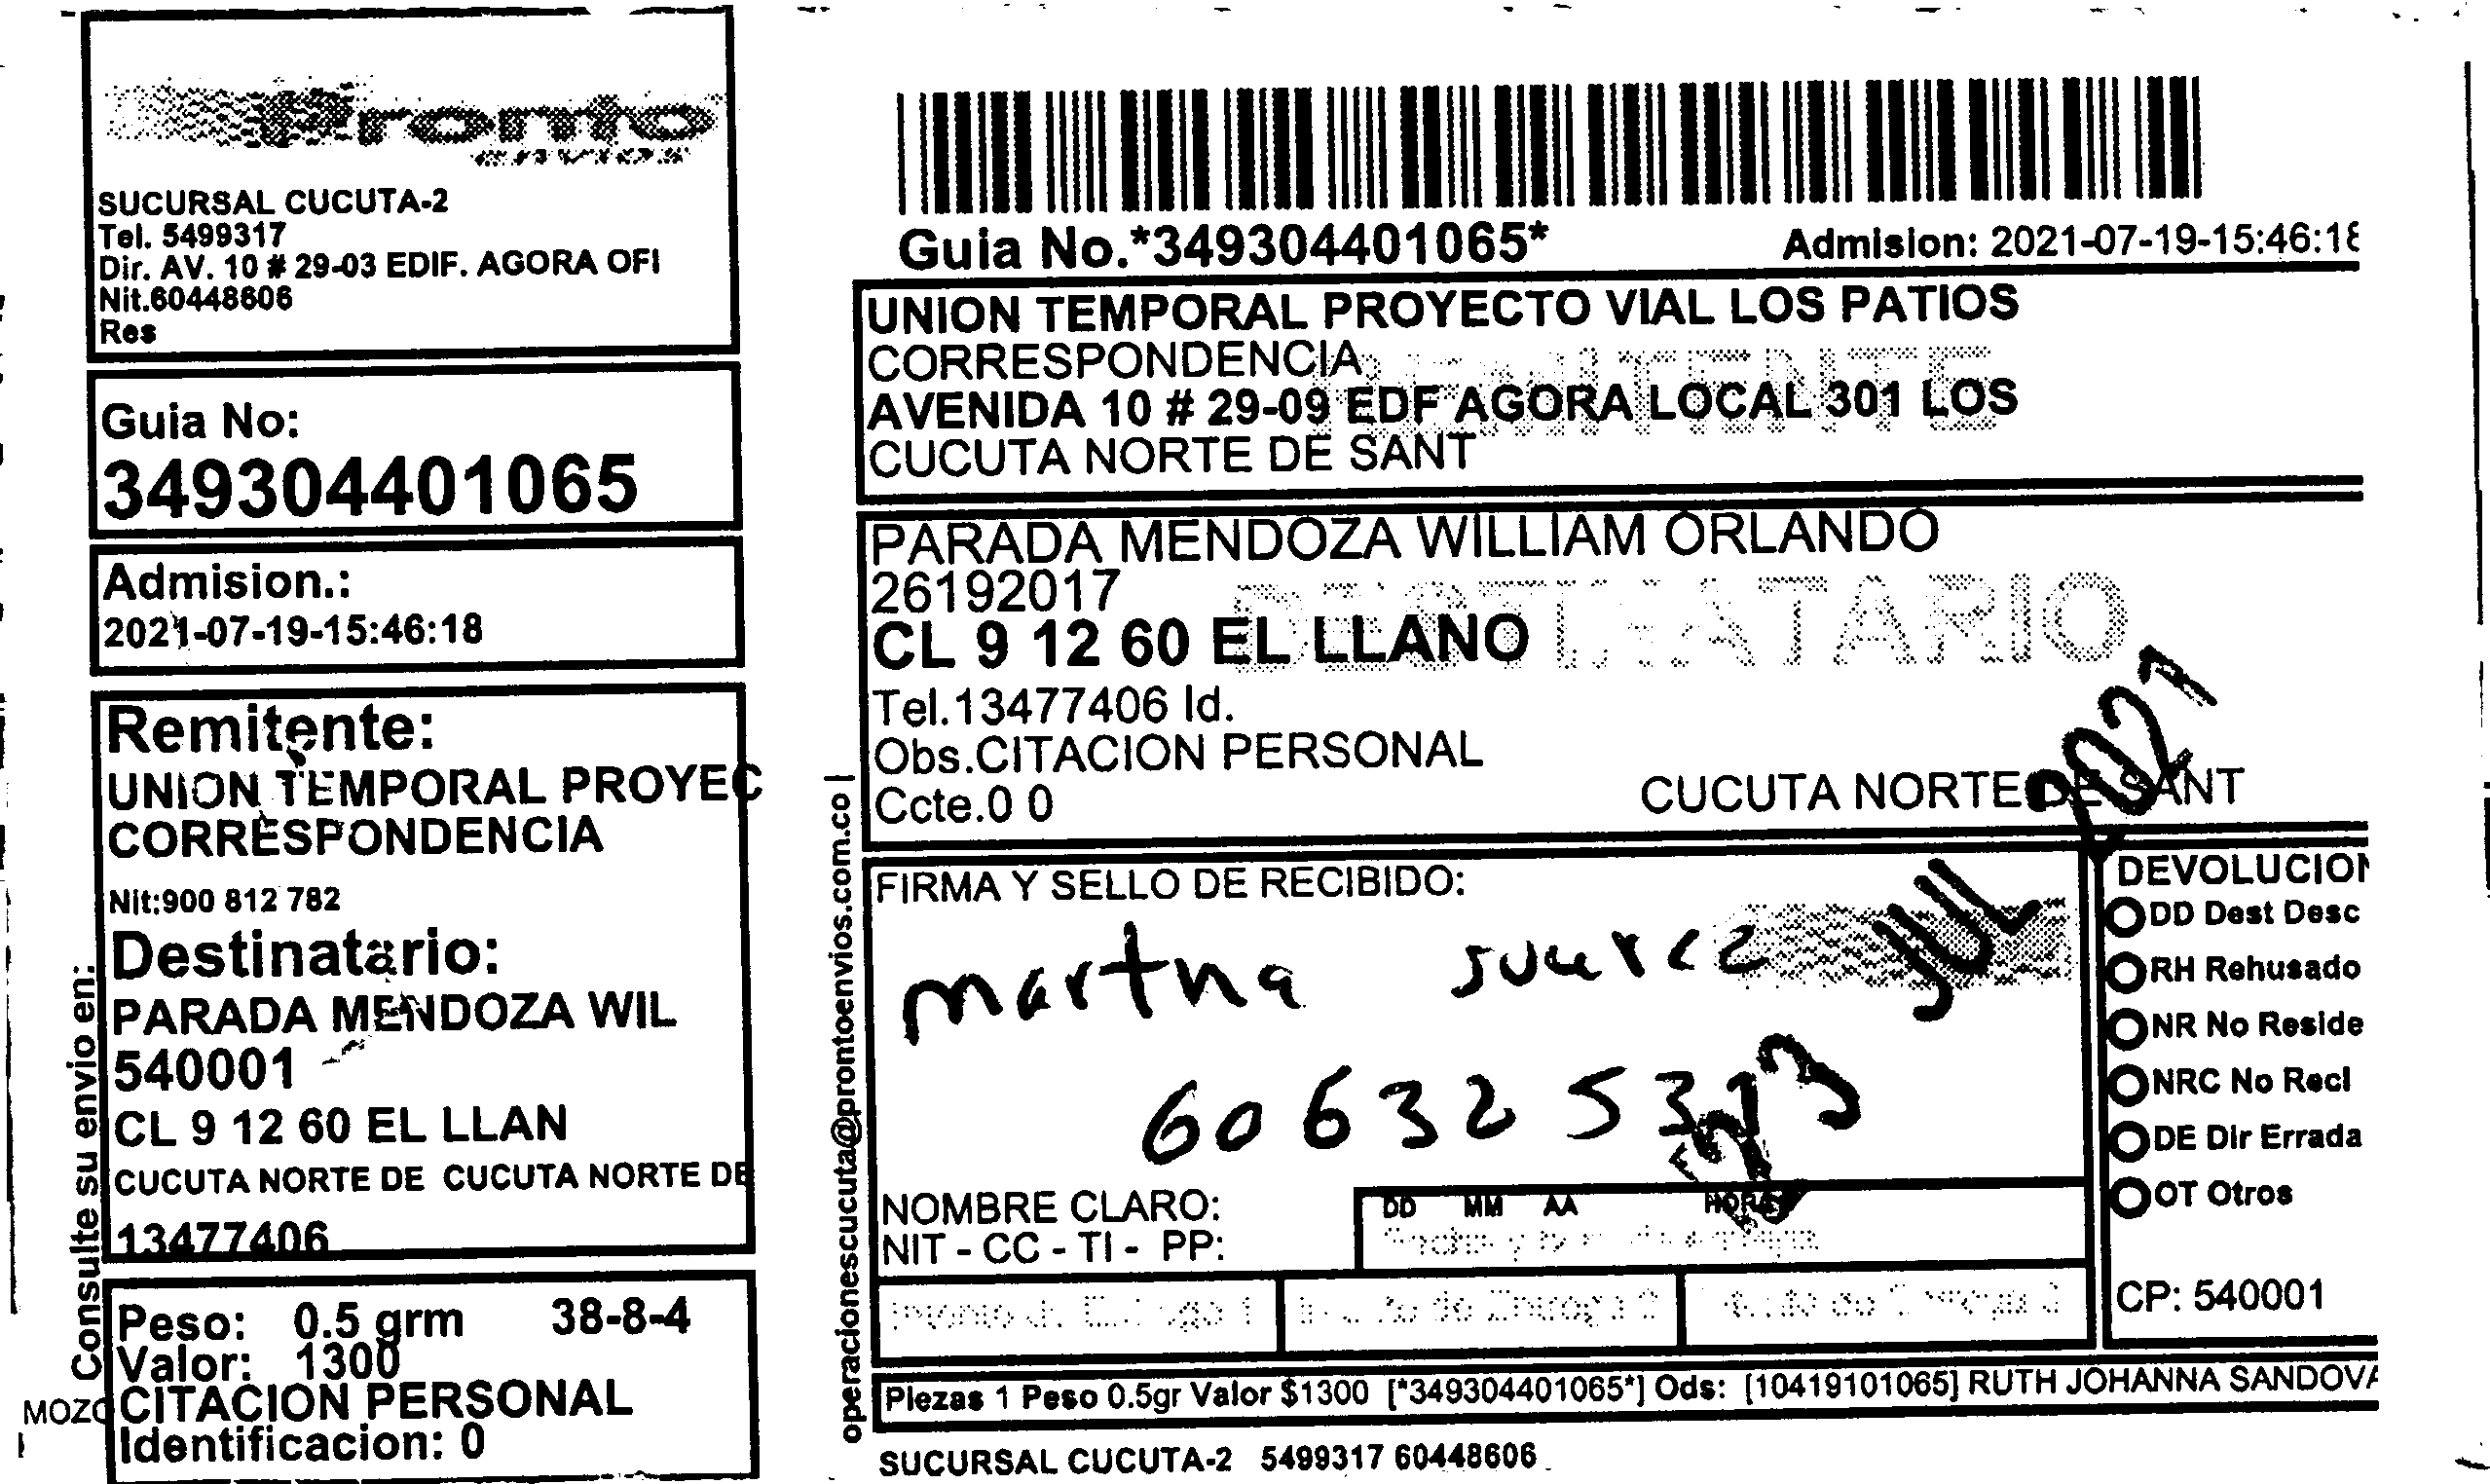 Pronto
envios
SUCURSAL CUCUTA-2
Tel. 5499317
Dir. AV. 10 # 29-03 EDIF. AGORA OFI
Nit.60448606
Res
Guia No:
349304401065
Admision.:
2021-07-19-15:46:18
Remitente:
UNION TEMPORAL PROYEC
CORRESPONDENCIA
Nit:900 812 782
Destinatario:
PARADA MENDOZA WIL
540001
CL 9 12 60 EL LLAN
CUCUTA NORTE DE CUCUTA NORTE DE
13477406
Peso: 0.5 grm 38-8-4
Valor: 1300
CITACION PERSONAL
Identificacion: 0
Consulte su envio en:
MOZO
Guia No.*349304401065*
Admision: 2021-07-19-15:46:18
UNION TEMPORAL PROYECTO VIAL LOS PATIOS
CORRESPONDENCIA
REMITENTE
AVENIDA 10 # 29-09 EDF AGORA LOCAL 301 LOS
CUCUTA NORTE DE SANT
PARADA MENDOZA WILLIAM ORLANDO
26192017
DESTINATARIO
CL 9 12 60 EL LLANO
Tel.13477406 Id.
Obs.CITACION PERSONAL
CUCUTA NORTE DE SANT
Ccte.0 0
operacionescucuta@prontoenvios.com.co |
FIRMA Y SELLO DE RECIBIDO:
martha
JUL 2021
NOMBRE CLARO:
NIT - CC - TI - PP:
DD MM AA HORA
DEVOLUCION
DD Dest Desc
RH Rehusado
NR No Reside
NRC No Recl
DE Dir Errada
OT Otros
CP: 540001
Piezas 1 Peso 0.5gr Valor $1300 [*349304401065*] Ods: [10419101065] RUTH JOHANNA SANDOVA
SUCURSAL CUCUTA-2 5499317 60448606